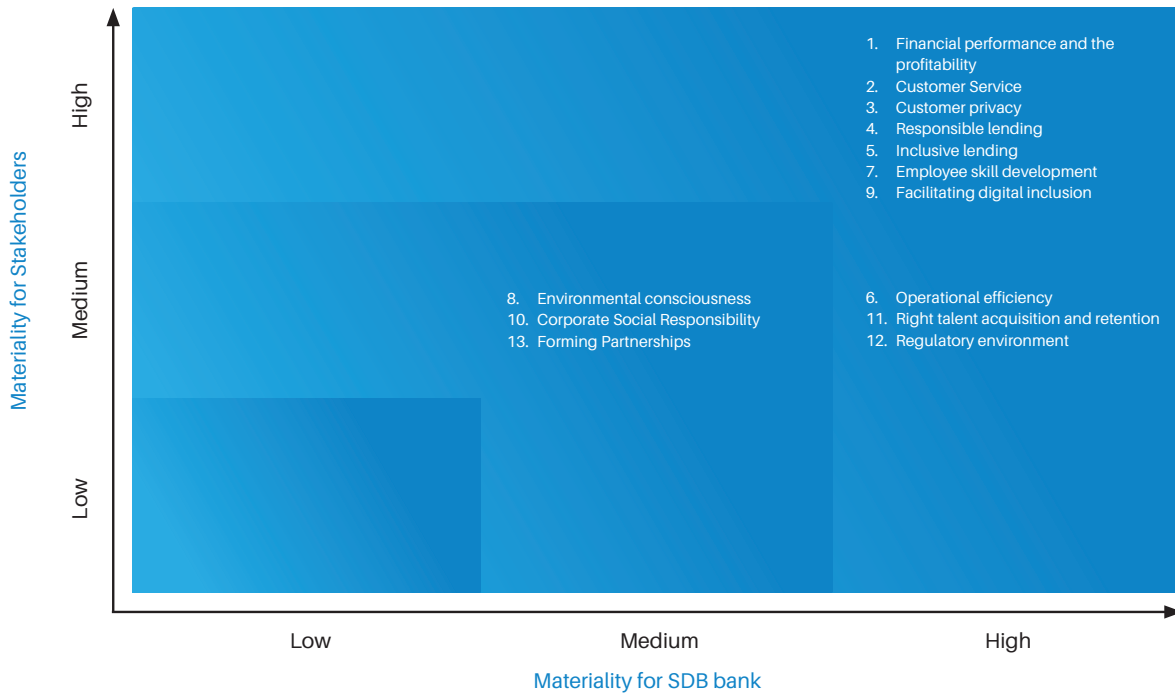 Materiality for Stakeholders
High
Medium
Low
1. Financial performance and the
profitability
2. Customer Service
3. Customer privacy
4. Responsible lending
5. Inclusive lending
7. Employee skill development
9. Facilitating digital inclusion
8. Environmental consciousness
10. Corporate Social Responsibility
13. Forming Partnerships
6. Operational efficiency
11. Right talent acquisition and retention
12. Regulatory environment
Low
Medium
High
Materiality for SDB bank